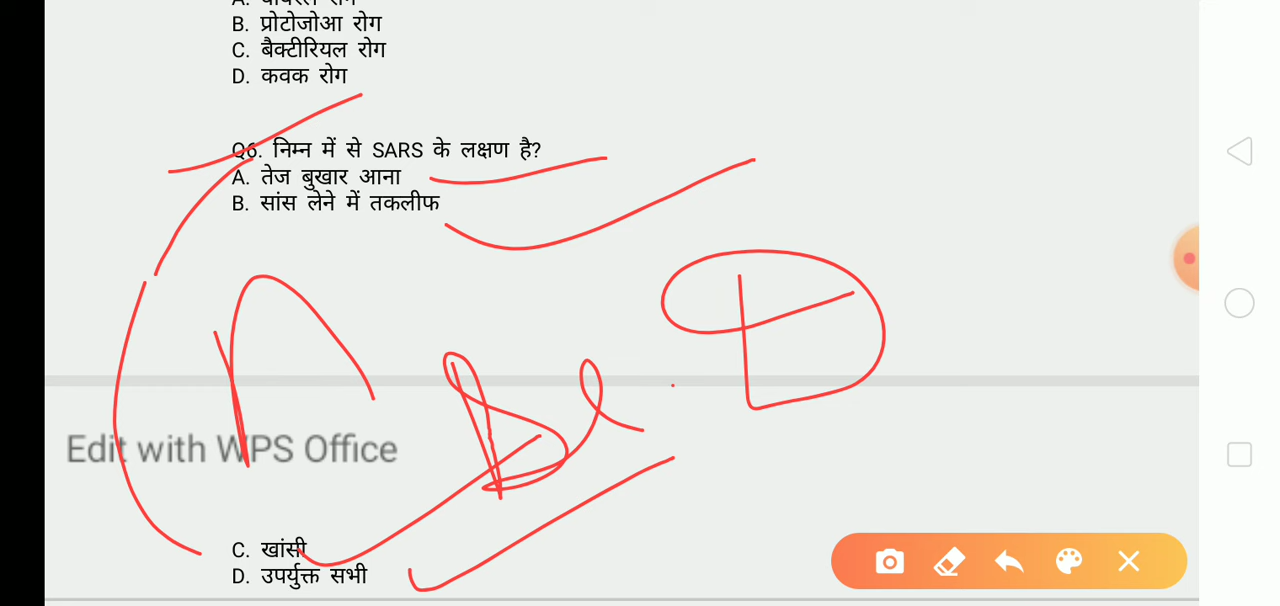 B. प्रोटोजोआ रोग
C. बैक्टीरियल रोग
D. कवक रोग
Q6. निम्न में से SARS के लक्षण है?
A. तेज बुखार आना
B. सांस लेने में तकलीफ
D
Edit with WPS Office
C. खांसी
D. उपर्युक्त सभी